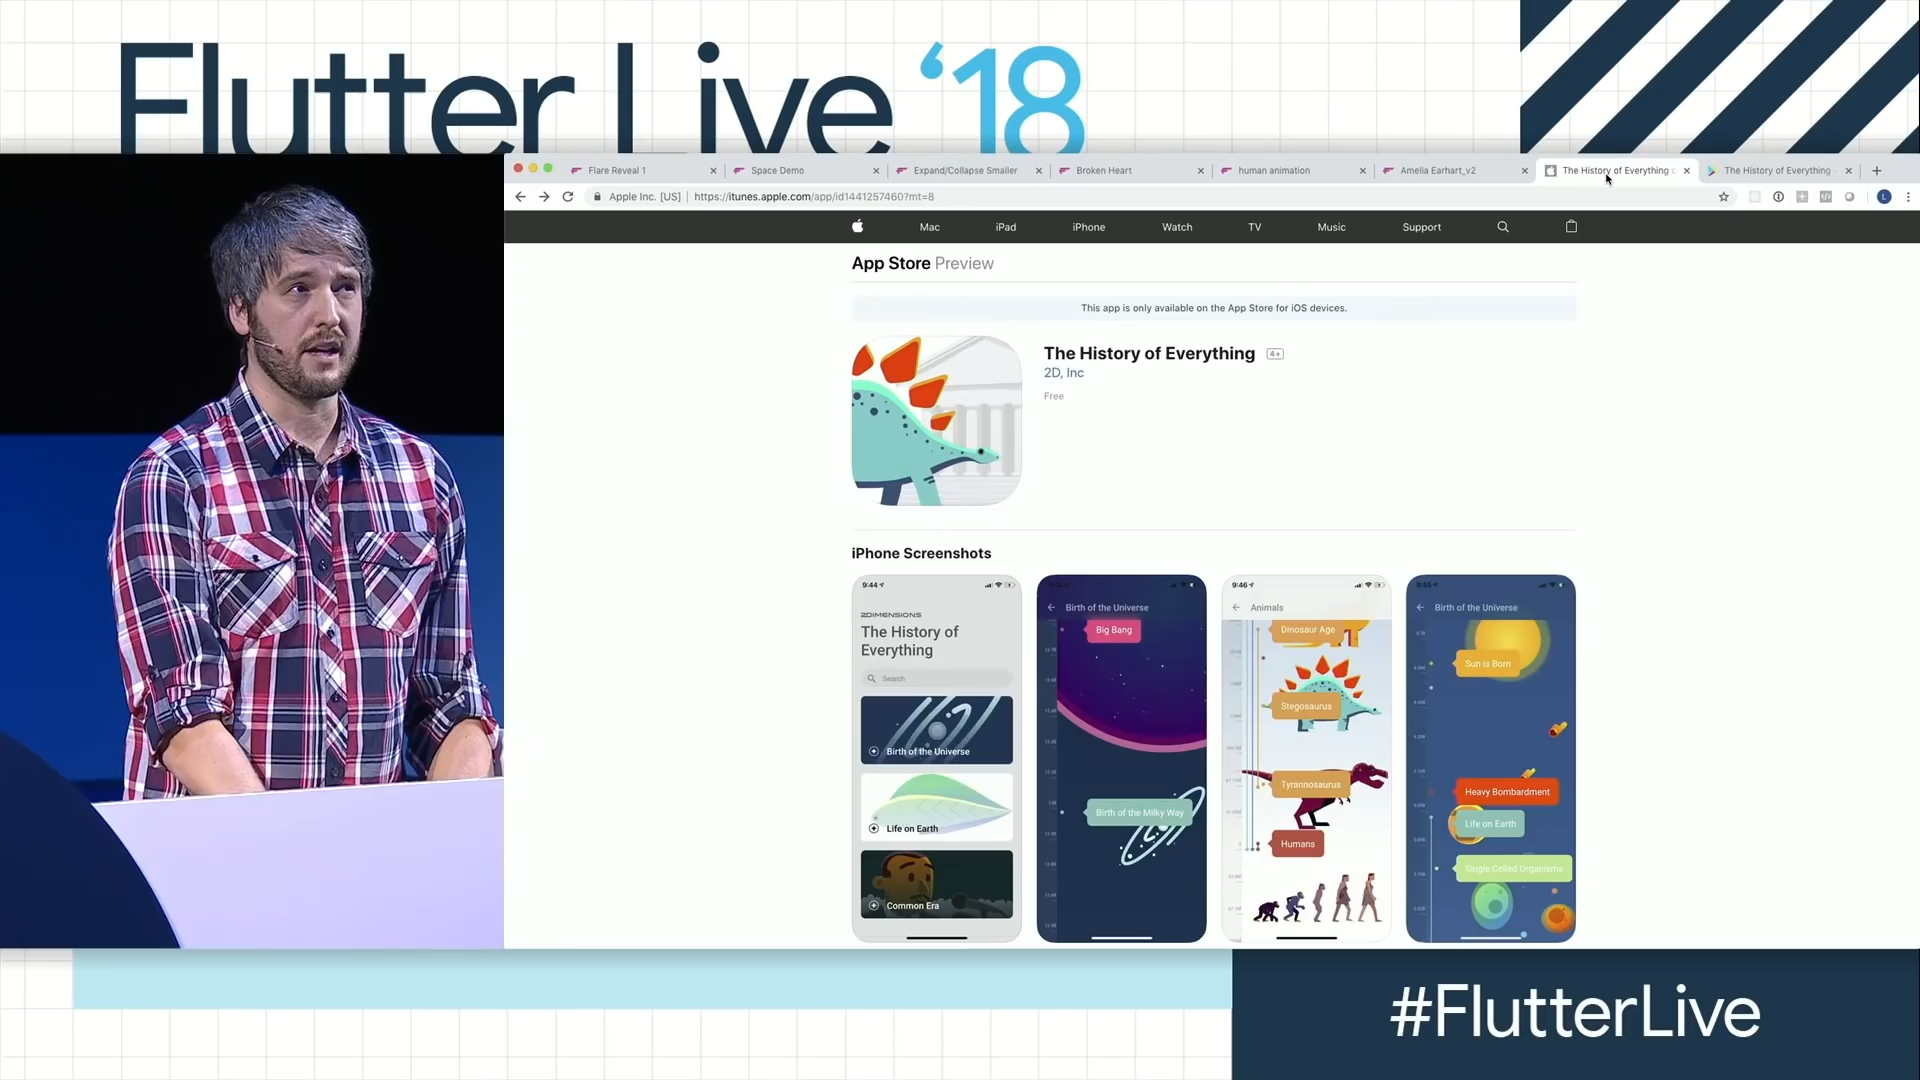 Flutter Live ‘18
Flare Reveal 1
Space Demo
Expand/Collapse Smaller
Broken Heart
human animation
Amelia Earhart_v2
The History of Everything
The History of Everything
Apple Inc. [US] | https://itunes.apple.com/app/id1441257460?mt=8
L
Mac iPad iPhone Watch TV Music Support
App Store Preview
This app is only available on the App Store for iOS devices.
The History of Everything 4+
2D, Inc
Free
iPhone Screenshots
9:44
2DIMENSIONS
The History of
Everything
Search
Birth of the Universe
Life on Earth
Common Era
Birth of the Universe
Big Bang
Birth of the Milky Way
9:46
Animals
Dinosaur Age
Stegosaurus
Tyrannosaurus
Humans
Birth of the Universe
Sun is Born
Heavy Bombardment
Life on Earth
Single Celled Organisms
#FlutterLive